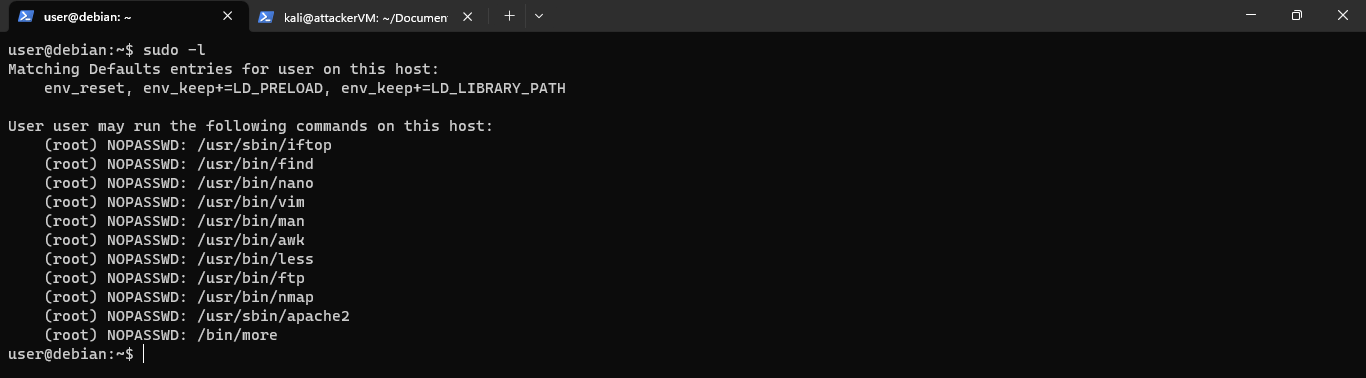 user@debian: ~
kali@attackerVM: ~/Documen
user@debian:~$ sudo -l
Matching Defaults entries for user on this host:
    env_reset, env_keep+=LD_PRELOAD, env_keep+=LD_LIBRARY_PATH

User user may run the following commands on this host:
    (root) NOPASSWD: /usr/sbin/iftop
    (root) NOPASSWD: /usr/bin/find
    (root) NOPASSWD: /usr/bin/nano
    (root) NOPASSWD: /usr/bin/vim
    (root) NOPASSWD: /usr/bin/man
    (root) NOPASSWD: /usr/bin/awk
    (root) NOPASSWD: /usr/bin/less
    (root) NOPASSWD: /usr/bin/ftp
    (root) NOPASSWD: /usr/bin/nmap
    (root) NOPASSWD: /usr/sbin/apache2
    (root) NOPASSWD: /bin/more
user@debian:~$